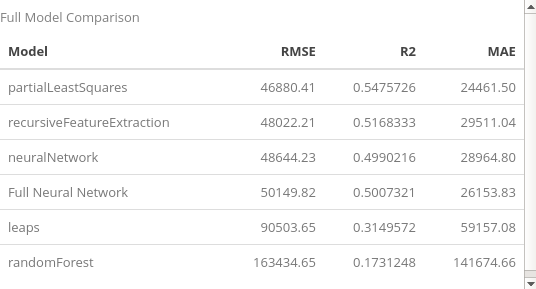 Full Model Comparison
Model RMSE R2 MAE
partialLeastSquares 46880.41 0.5475726 24461.50
recursiveFeatureExtraction 48022.21 0.5168333 29511.04
neuralNetwork 48644.23 0.4990216 28964.80
Full Neural Network 50149.82 0.5007321 26153.83
leaps 90503.65 0.3149572 59157.08
randomForest 163434.65 0.1731248 141674.66